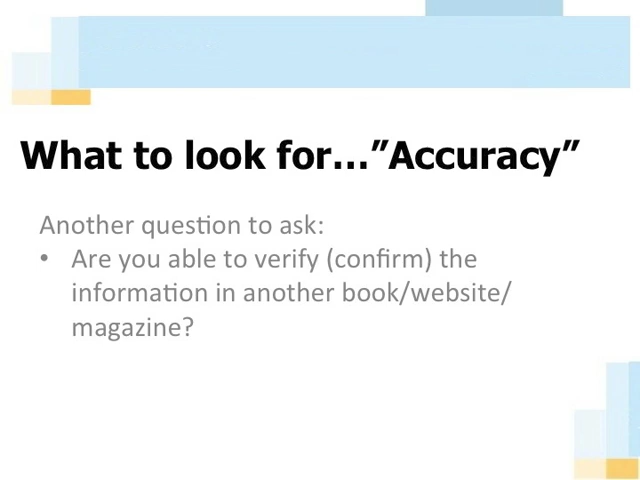 What to look for…”Accuracy”
Another question to ask:
• Are you able to verify (confirm) the
information in another book/website/
magazine?